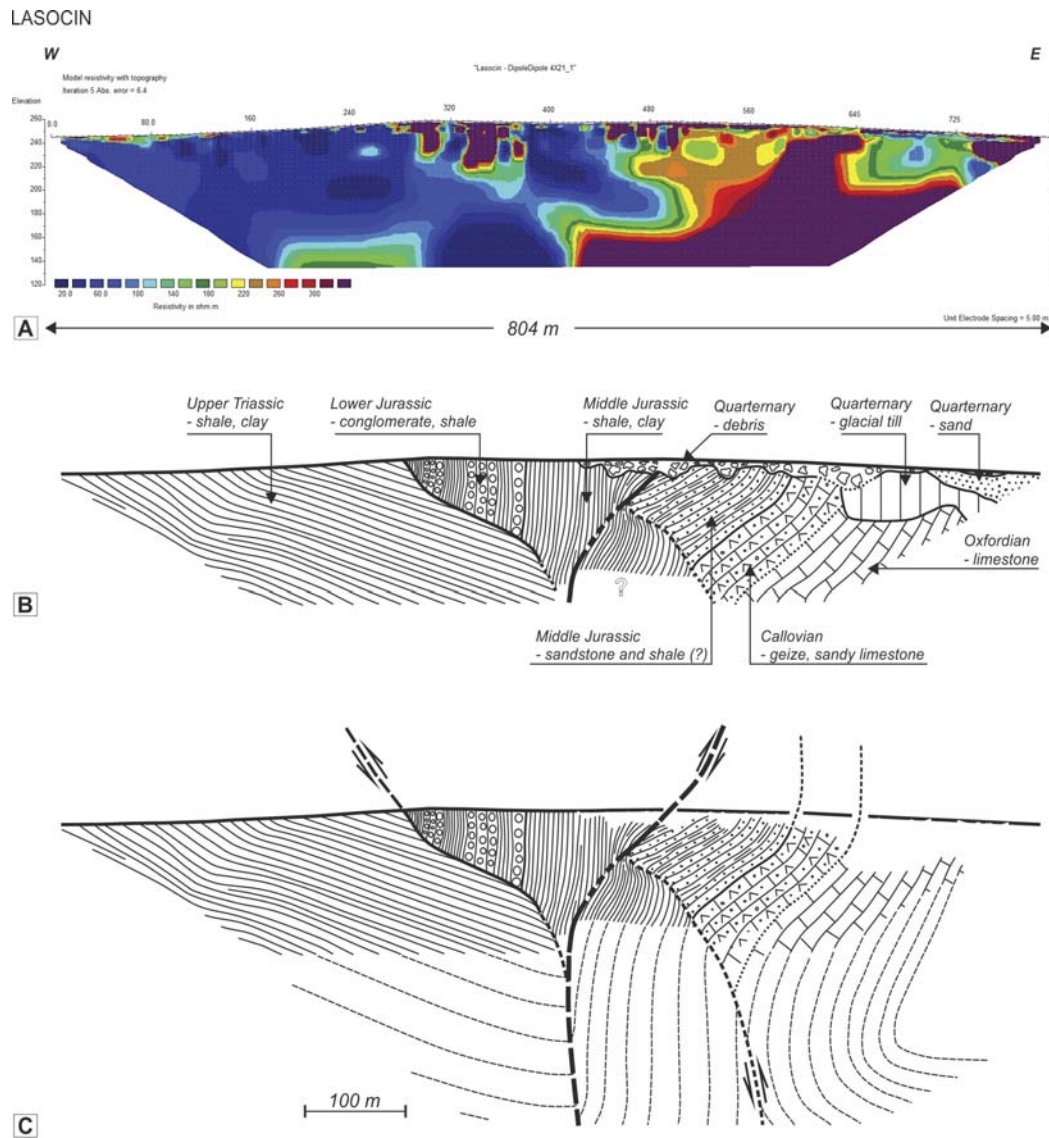 LASOCIN
W
E
Model resistivity with topography
Iteration 5 Abs. error = 6.4
"Lasocin - DipoleDipole 4X21_1"
Elevation
0.0 80.0 160 240 320 400 490 560 645 725
260
240
220
200
180
160
140
120
20.0 60.0 100 140 180 220 260 300
Resistivity in ohm.m
Unit Electrode Spacing = 5.00 m
A
804 m
Upper Triassic
- shale, clay
Lower Jurassic
- conglomerate, shale
Middle Jurassic
- shale, clay
Quarternary
- debris
Quarternary
- glacial till
Quarternary
- sand
Oxfordian
- limestone
B
?
Middle Jurassic
- sandstone and shale (?)
Callovian
- geize, sandy limestone
100 m
C